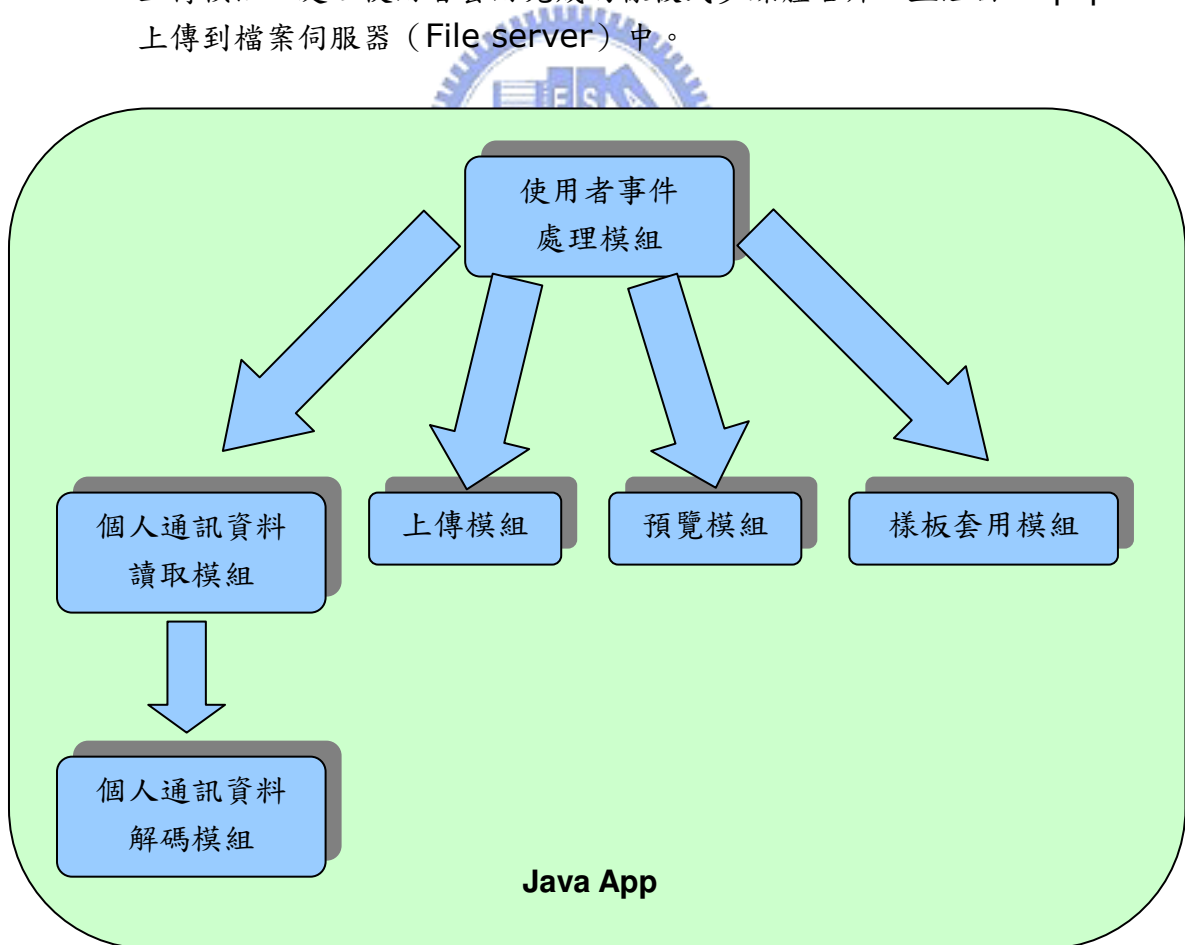 上傳到檔案伺服器（File server）中。
使用者事件
處理模組
個人通訊資料
讀取模組
上傳模組
預覽模組
樣板套用模組
個人通訊資料
解碼模組
Java App